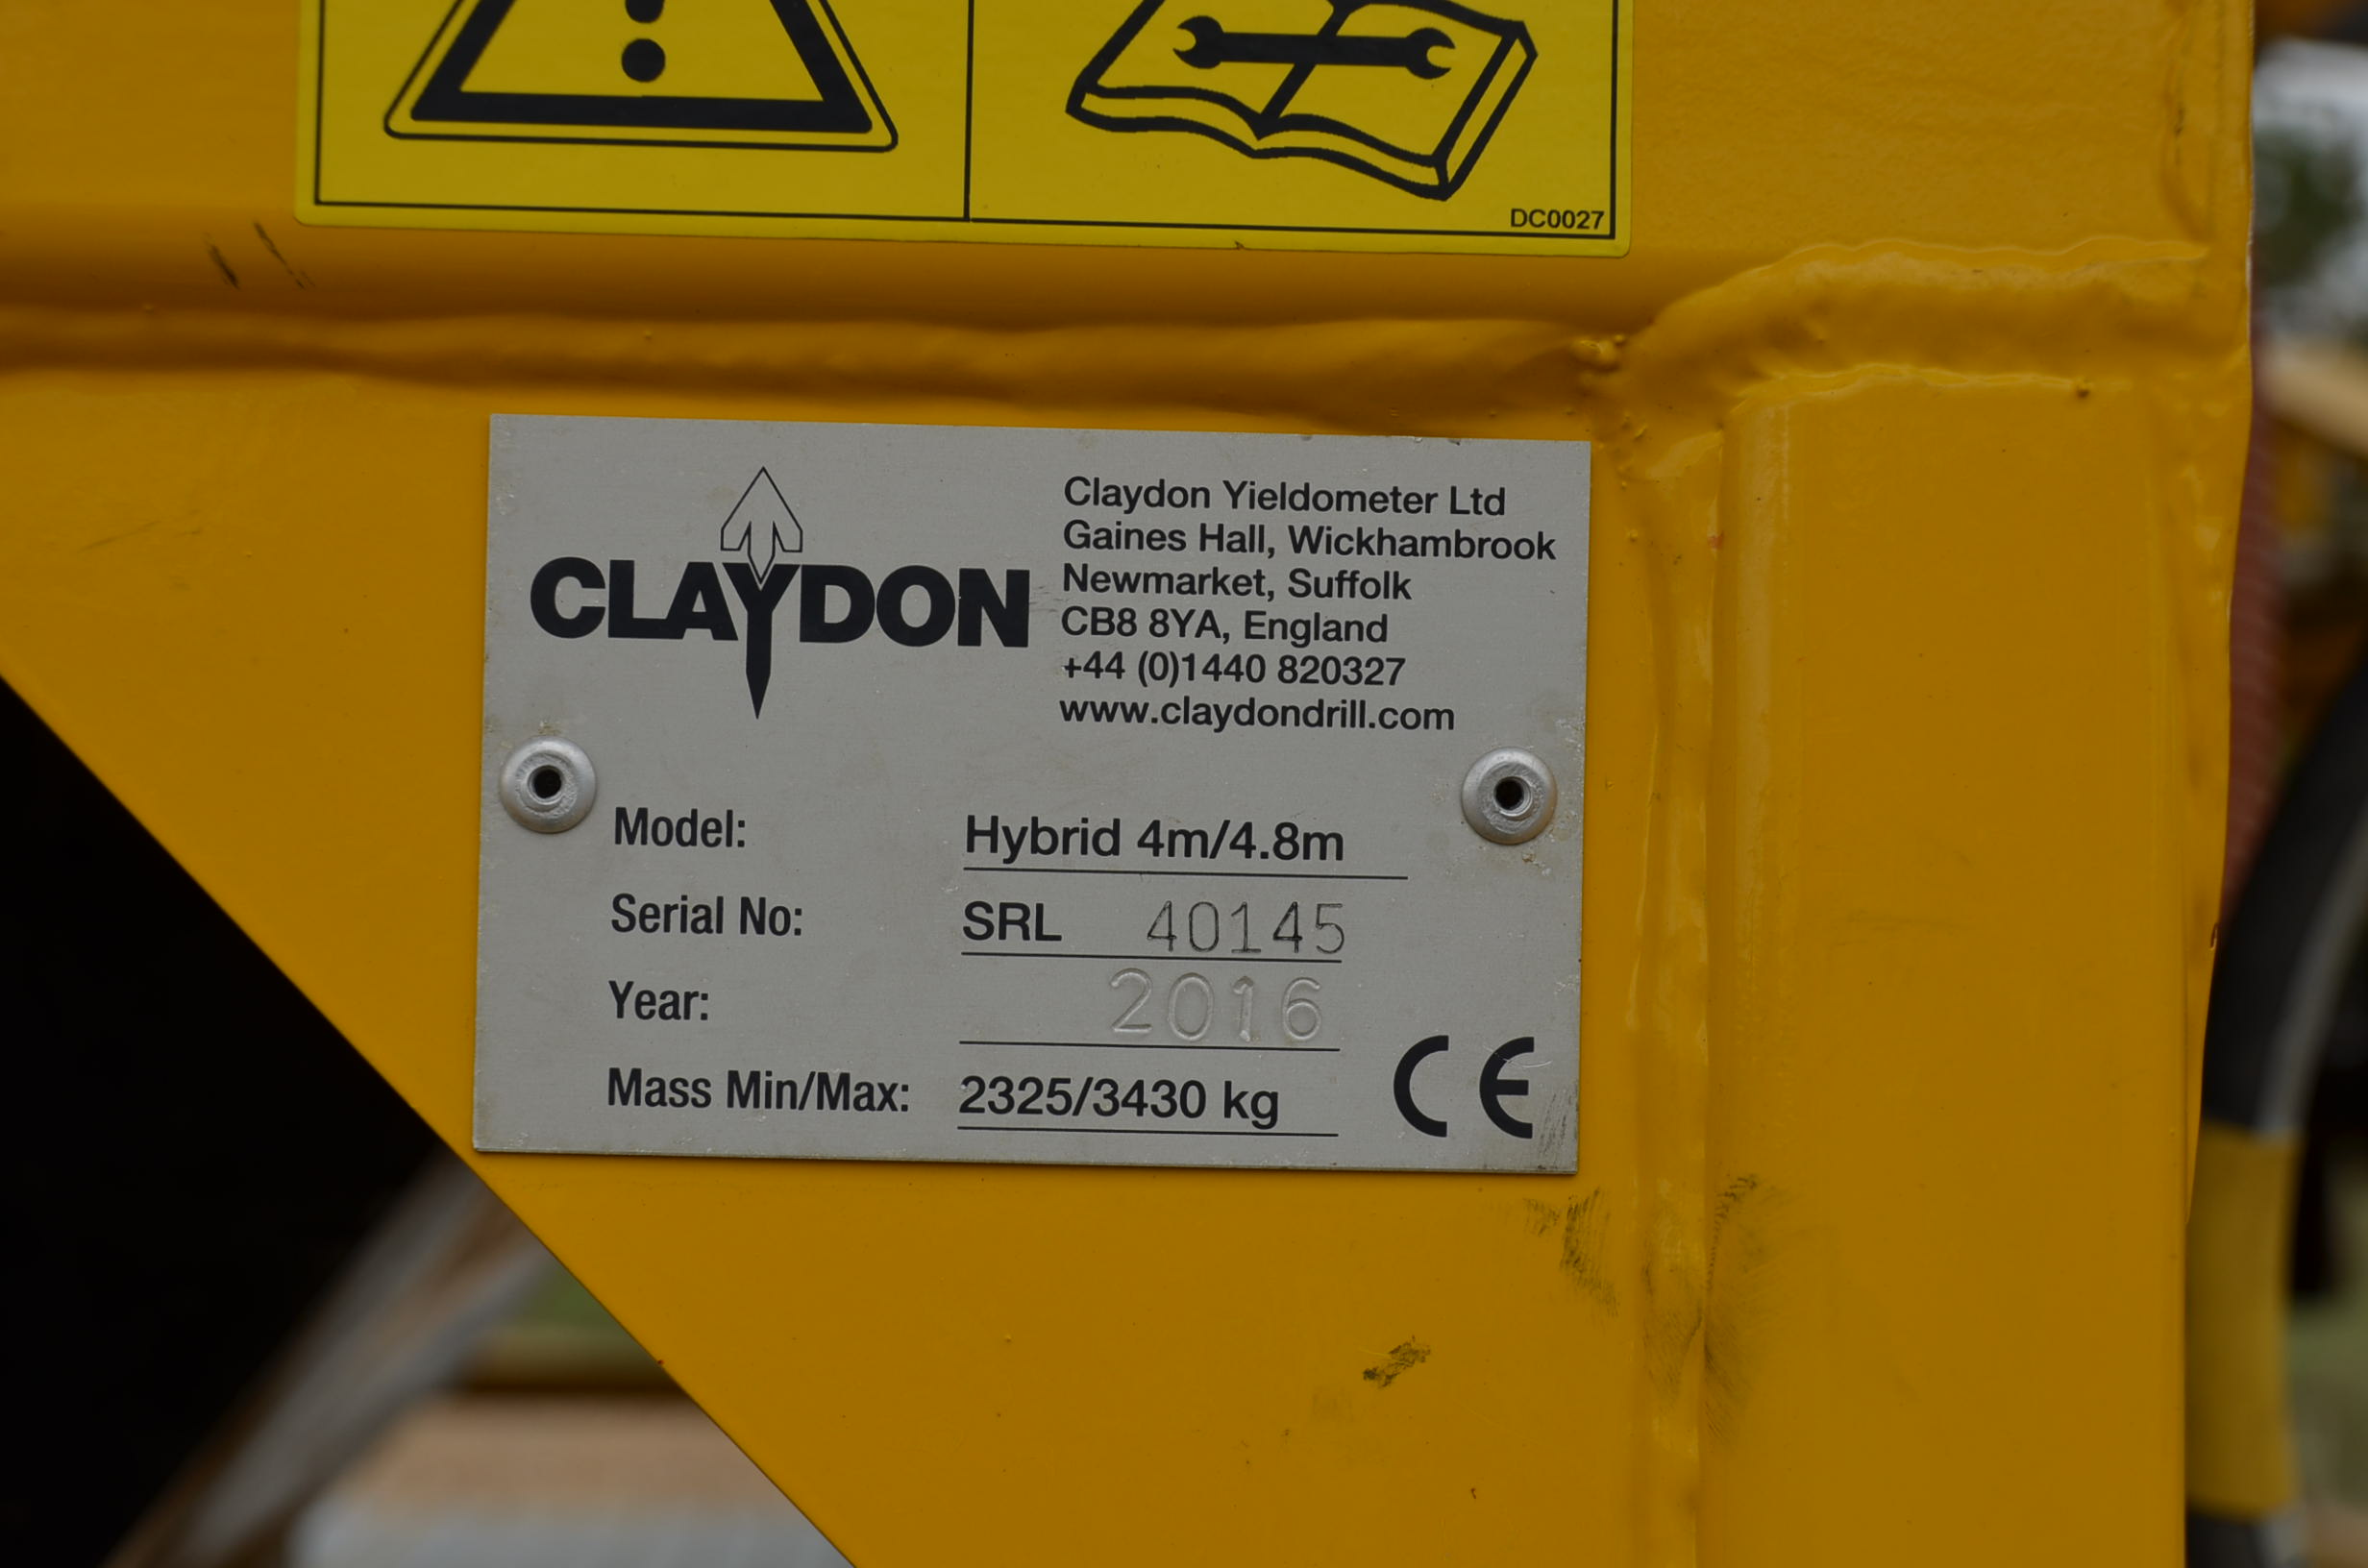 DC0027
CLAYDON
Claydon Yieldometer Ltd
Gaines Hall, Wickhambrook
Newmarket, Suffolk
CB8 8YA, England
+44 (0)1440 820327
www.claydondrill.com
Model: Hybrid 4m/4.8m
Serial No: SRL 40145
Year: 2016
Mass Min/Max: 2325/3430 kg
CE